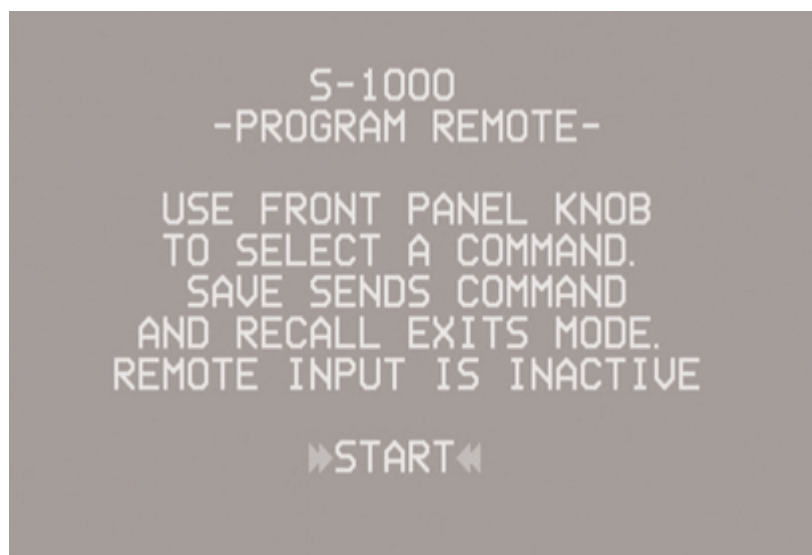 S-1000
-PROGRAM REMOTE-
USE FRONT PANEL KNOB
TO SELECT A COMMAND.
SAVE SENDS COMMAND
AND RECALL EXITS MODE.
REMOTE INPUT IS INACTIVE
»START«